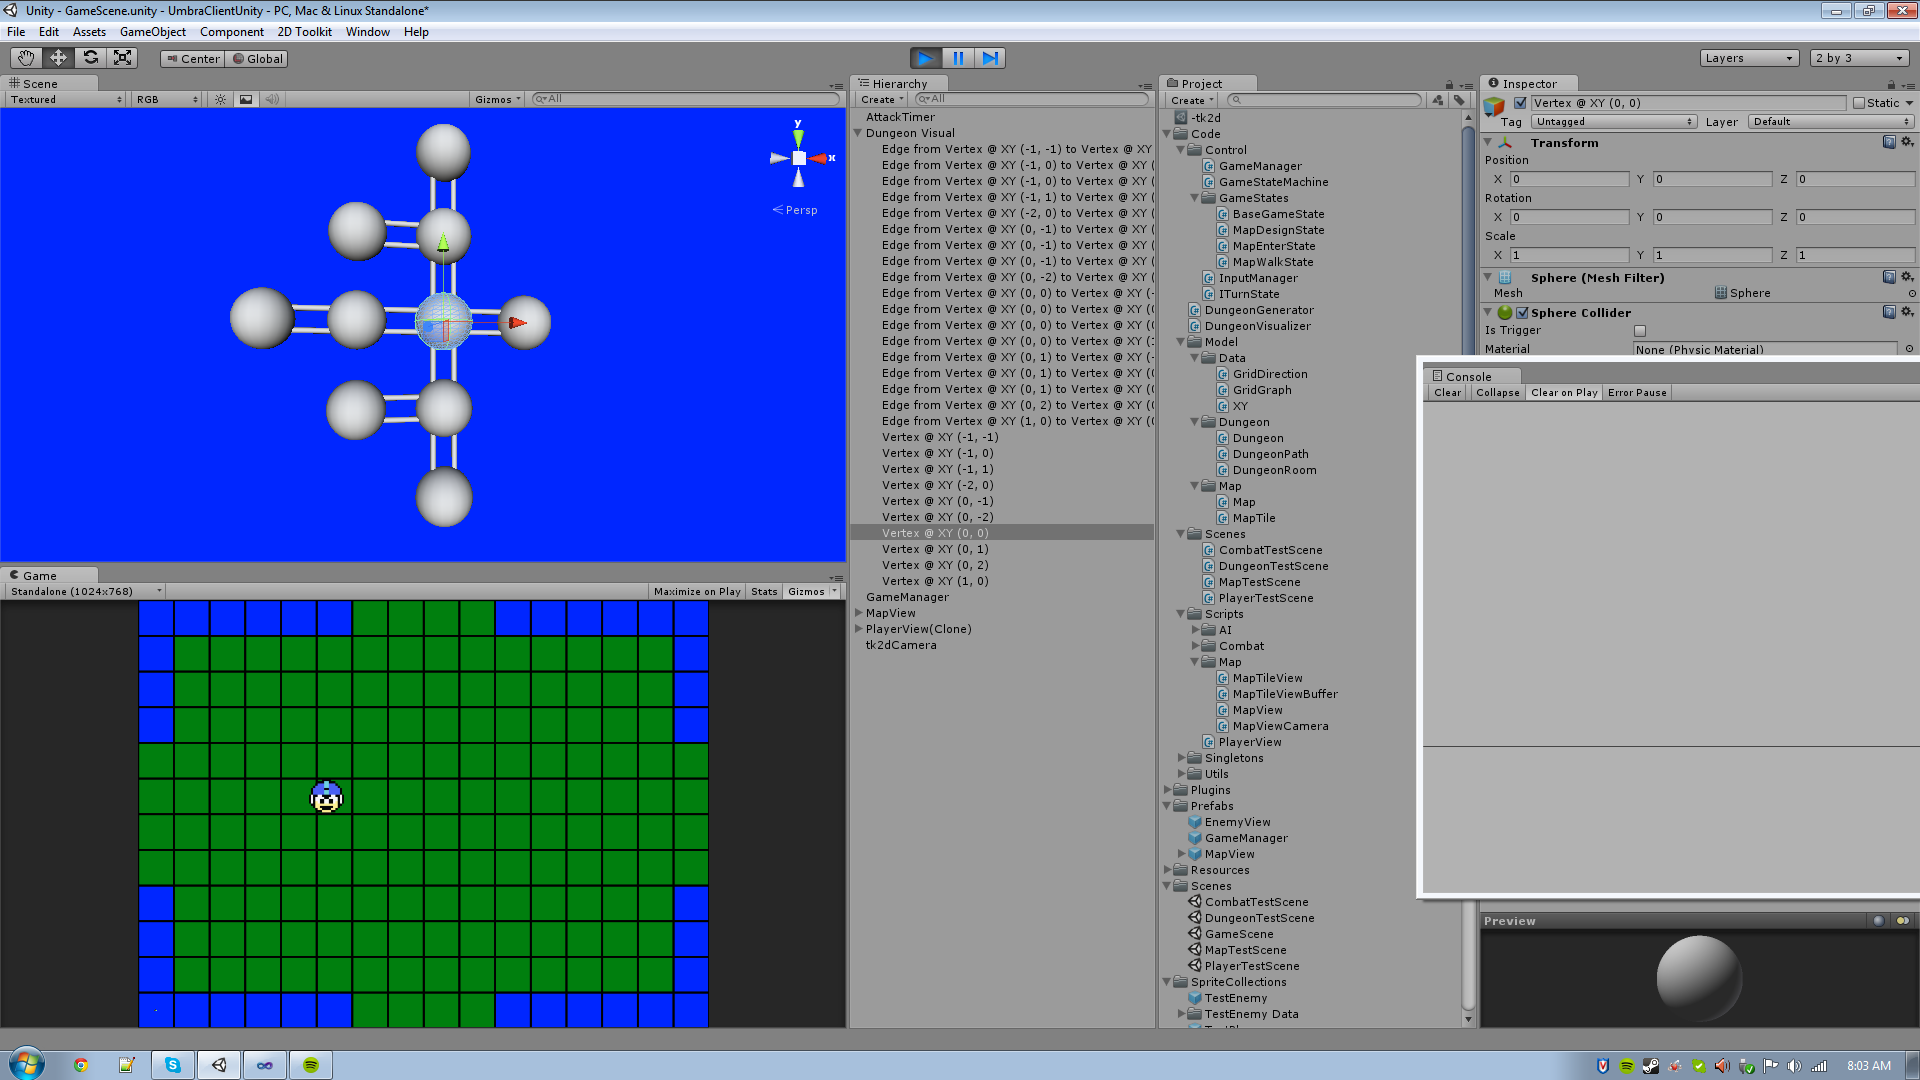 Unity - GameScene.unity - UmbraClientUnity - PC, Mac & Linux Standalone*
File Edit Assets GameObject Component 2D Toolkit Window Help
Center Global
Layers 2 by 3
Scene
Textured RGB Gizmos All
y
x
Persp
Game
Standalone (1024x768) Maximize on Play Stats Gizmos
Hierarchy
Create All
AttackTimer
Dungeon Visual
Edge from Vertex @ XY (-1, -1) to Vertex @ XY
Edge from Vertex @ XY (-1, 0) to Vertex @ XY (
Edge from Vertex @ XY (-1, 0) to Vertex @ XY (
Edge from Vertex @ XY (-1, 1) to Vertex @ XY (
Edge from Vertex @ XY (-2, 0) to Vertex @ XY (
Edge from Vertex @ XY (0, -1) to Vertex @ XY (
Edge from Vertex @ XY (0, -1) to Vertex @ XY (
Edge from Vertex @ XY (0, -1) to Vertex @ XY (
Edge from Vertex @ XY (0, -2) to Vertex @ XY (
Edge from Vertex @ XY (0, 0) to Vertex @ XY (-
Edge from Vertex @ XY (0, 0) to Vertex @ XY (0
Edge from Vertex @ XY (0, 0) to Vertex @ XY (0
Edge from Vertex @ XY (0, 0) to Vertex @ XY (1
Edge from Vertex @ XY (0, 1) to Vertex @ XY (-
Edge from Vertex @ XY (0, 1) to Vertex @ XY (0
Edge from Vertex @ XY (0, 1) to Vertex @ XY (0
Edge from Vertex @ XY (0, 2) to Vertex @ XY (0
Edge from Vertex @ XY (1, 0) to Vertex @ XY (0
Vertex @ XY (-1, -1)
Vertex @ XY (-1, 0)
Vertex @ XY (-1, 1)
Vertex @ XY (-2, 0)
Vertex @ XY (0, -1)
Vertex @ XY (0, -2)
Vertex @ XY (0, 0)
Vertex @ XY (0, 1)
Vertex @ XY (0, 2)
Vertex @ XY (1, 0)
GameManager
MapView
PlayerView(Clone)
tk2dCamera
Project
Create
-tk2d
Code
Control
GameManager
GameStateMachine
GameStates
BaseGameState
MapDesignState
MapEnterState
MapWalkState
InputManager
ITurnState
DungeonGenerator
DungeonVisualizer
Model
Data
GridDirection
GridGraph
XY
Dungeon
Dungeon
DungeonPath
DungeonRoom
Map
Map
MapTile
Scenes
CombatTestScene
DungeonTestScene
MapTestScene
PlayerTestScene
Scripts
AI
Combat
Map
MapTileView
MapTileViewBuffer
MapView
MapViewCamera
PlayerView
Singletons
Utils
Plugins
Prefabs
EnemyView
GameManager
MapView
Resources
Scenes
CombatTestScene
DungeonTestScene
GameScene
MapTestScene
PlayerTestScene
SpriteCollections
TestEnemy
TestEnemy Data
Inspector
Vertex @ XY (0, 0) Static
Tag Untagged Layer Default
Transform
Position
X 0 Y 0 Z 0
Rotation
X 0 Y 0 Z 0
Scale
X 1 Y 1 Z 1
Sphere (Mesh Filter)
Mesh Sphere
Sphere Collider
Is Trigger
Material None (Physic Material)
Console
Clear Collapse Clear on Play Error Pause
Preview
8:03 AM